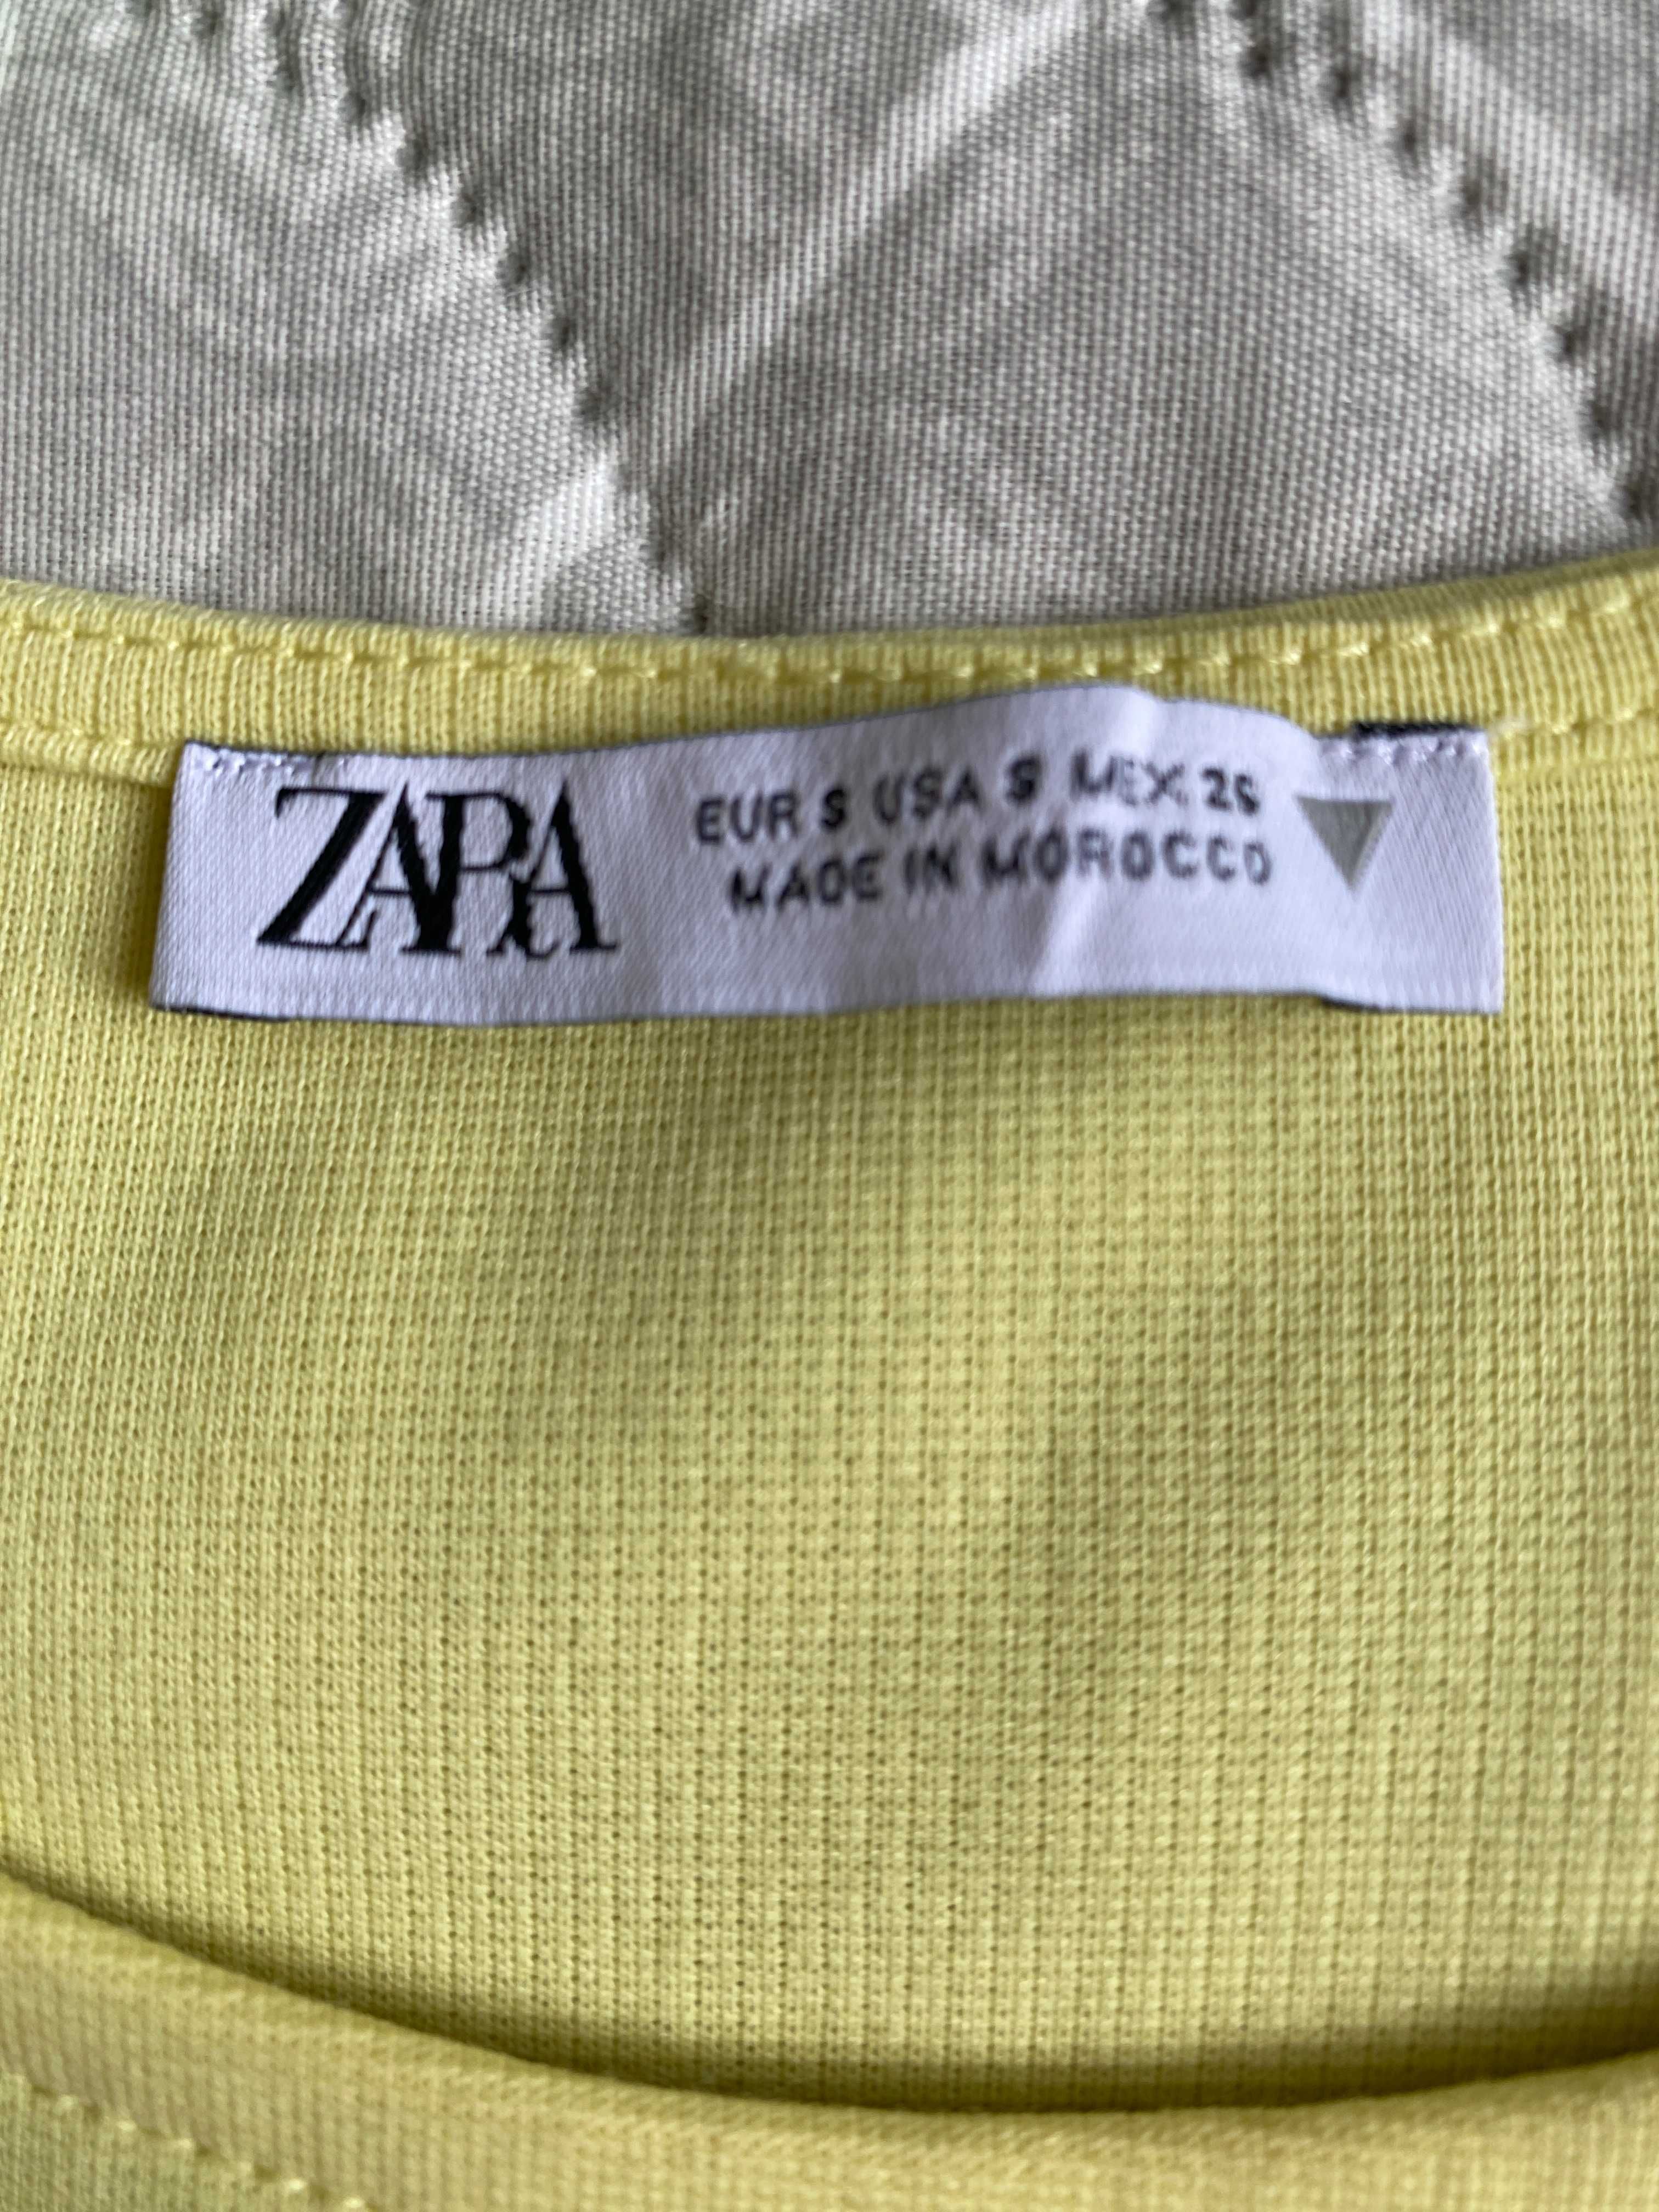 ZARA
EUR S USA S MEX 26
MADE IN MOROCCO